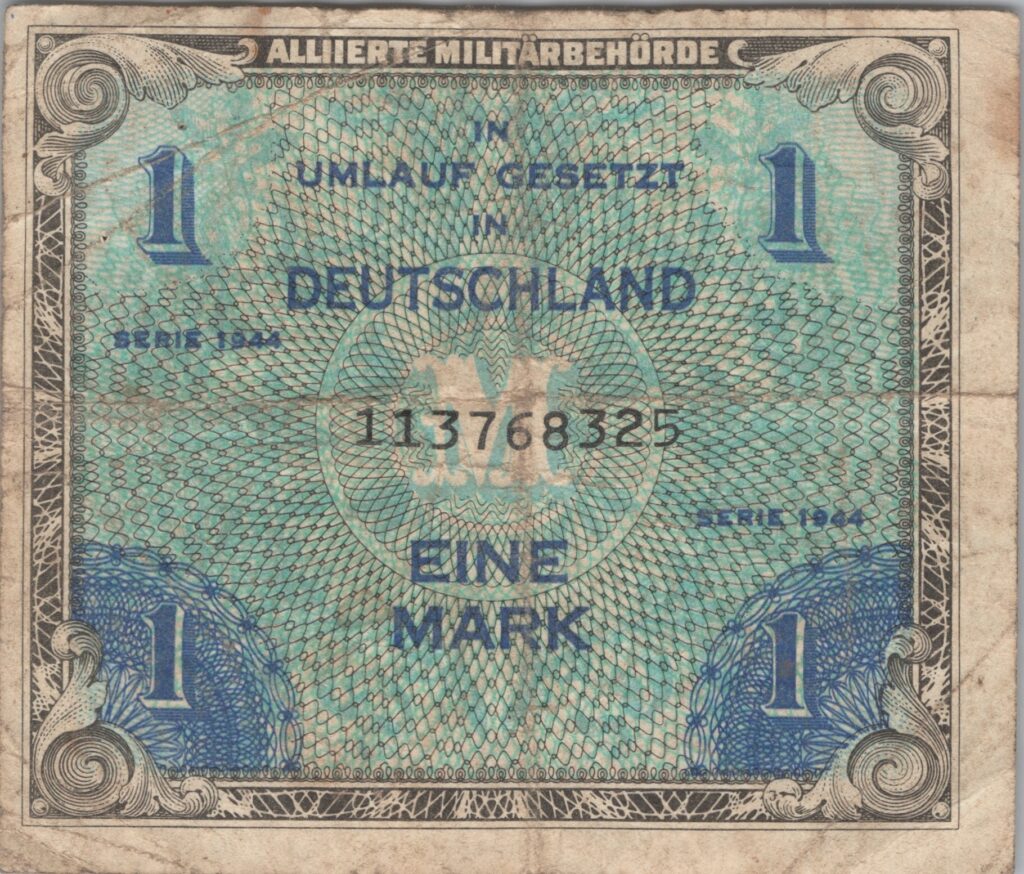 ALLIIERTE MILITÄRBEHÖRDE
IN
1 UMLAUF GESETZT 1
IN
DEUTSCHLAND
SERIE 1944
M
113768325
SERIE 1944
EINE
1 MARK 1